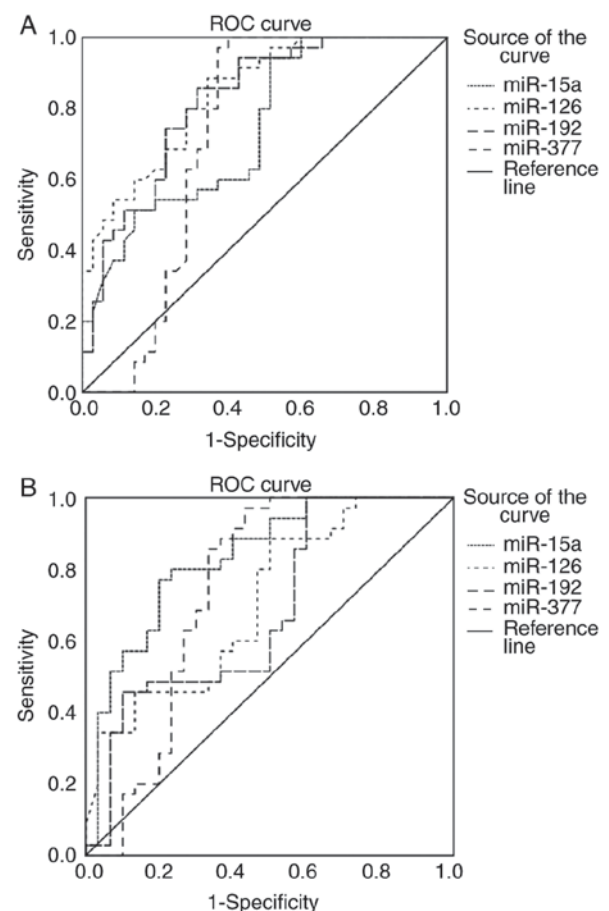 A
ROC curve
1.0
0.8
0.6
0.4
0.2
0.0
Sensitivity
0.0 0.2 0.4 0.6 0.8 1.0
1-Specificity
Source of the
curve
miR-15a
miR-126
miR-192
miR-377
Reference
line
B
ROC curve
1.0
0.8
0.6
0.4
0.2
0.0
Sensitivity
0.0 0.2 0.4 0.6 0.8 1.0
1-Specificity
Source of the
curve
miR-15a
miR-126
miR-192
miR-377
Reference
line